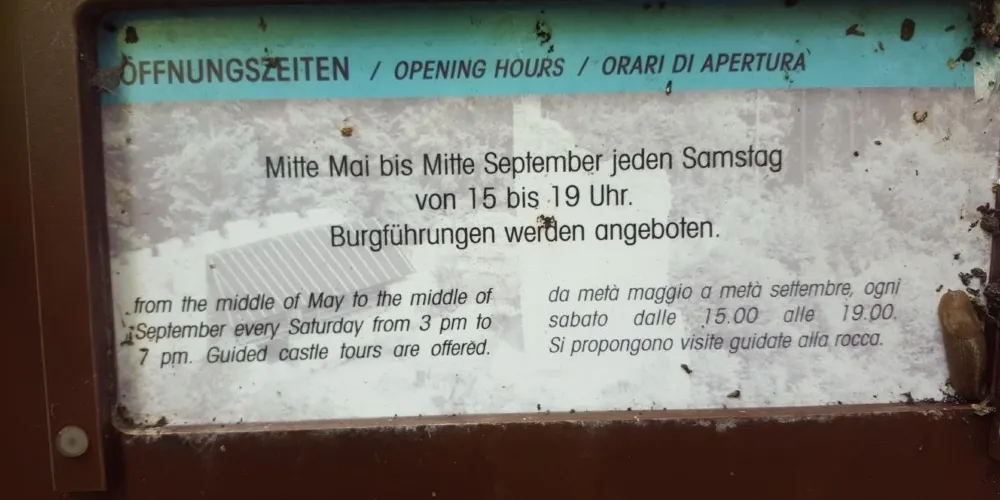 ÖFFNUNGSZEITEN / OPENING HOURS / ORARI DI APERTURA
Mitte Mai bis Mitte September jeden Samstag
von 15 bis 19 Uhr.
Burgführungen werden angeboten.
from the middle of May to the middle of
September every Saturday from 3 pm to
7 pm. Guided castle tours are offered.
da metà maggio a metà settembre, ogni
sabato dalle 15.00 alle 19.00.
Si propongono visite guidate alla rocca.